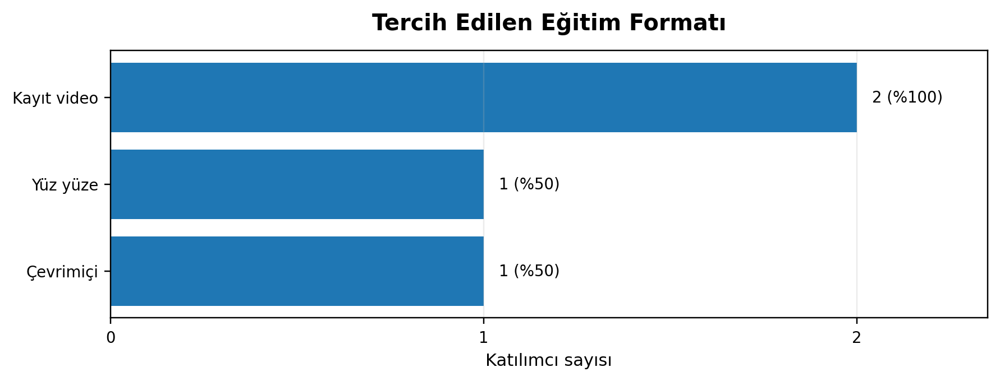 Tercih Edilen Eğitim Formatı
Kayıt video
2 (%100)
Yüz yüze
1 (%50)
Çevrimiçi
1 (%50)
0
1
2
Katılımcı sayısı